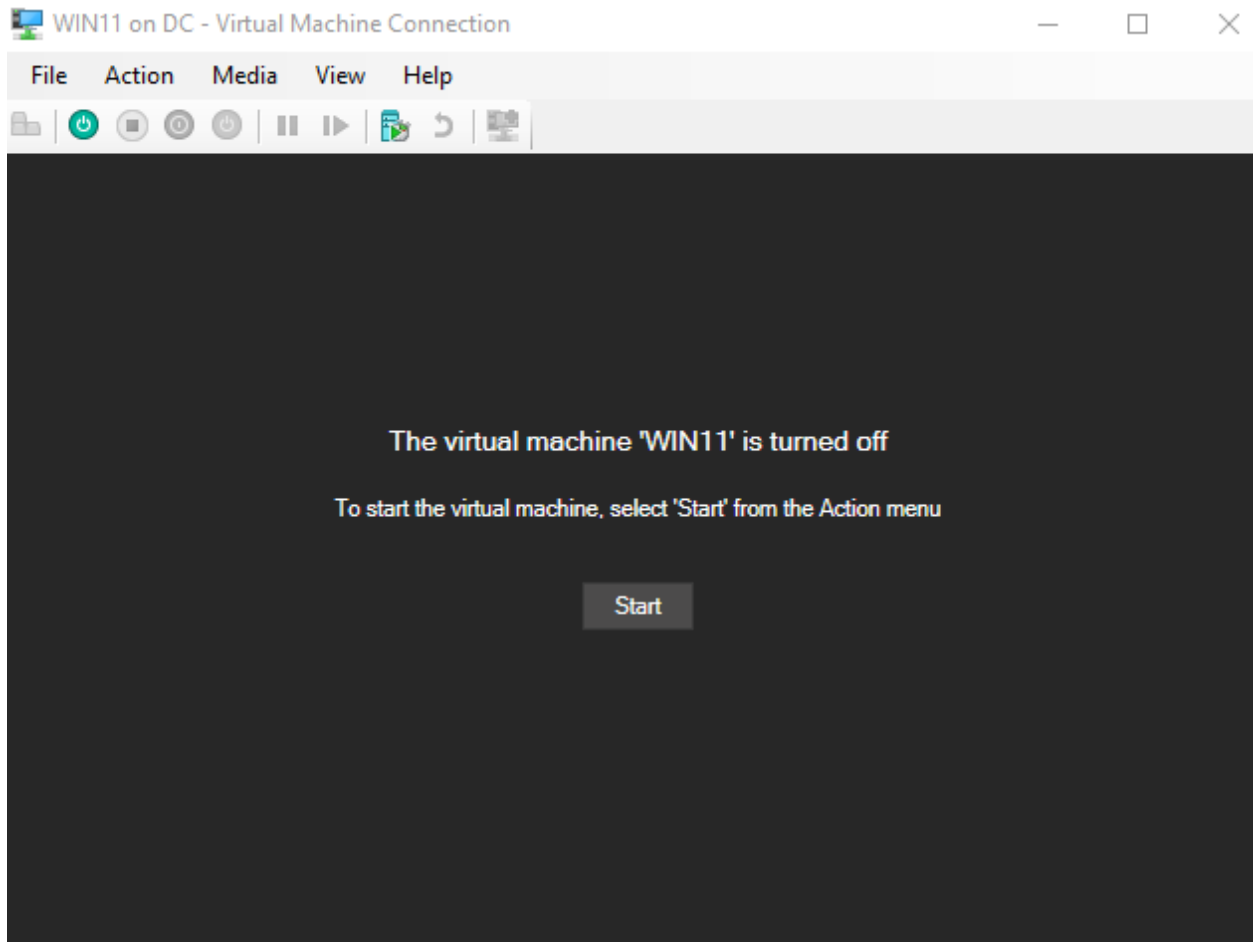 WIN11 on DC - Virtual Machine Connection
File Action Media View Help
The virtual machine 'WIN11' is turned off
To start the virtual machine, select 'Start' from the Action menu
Start